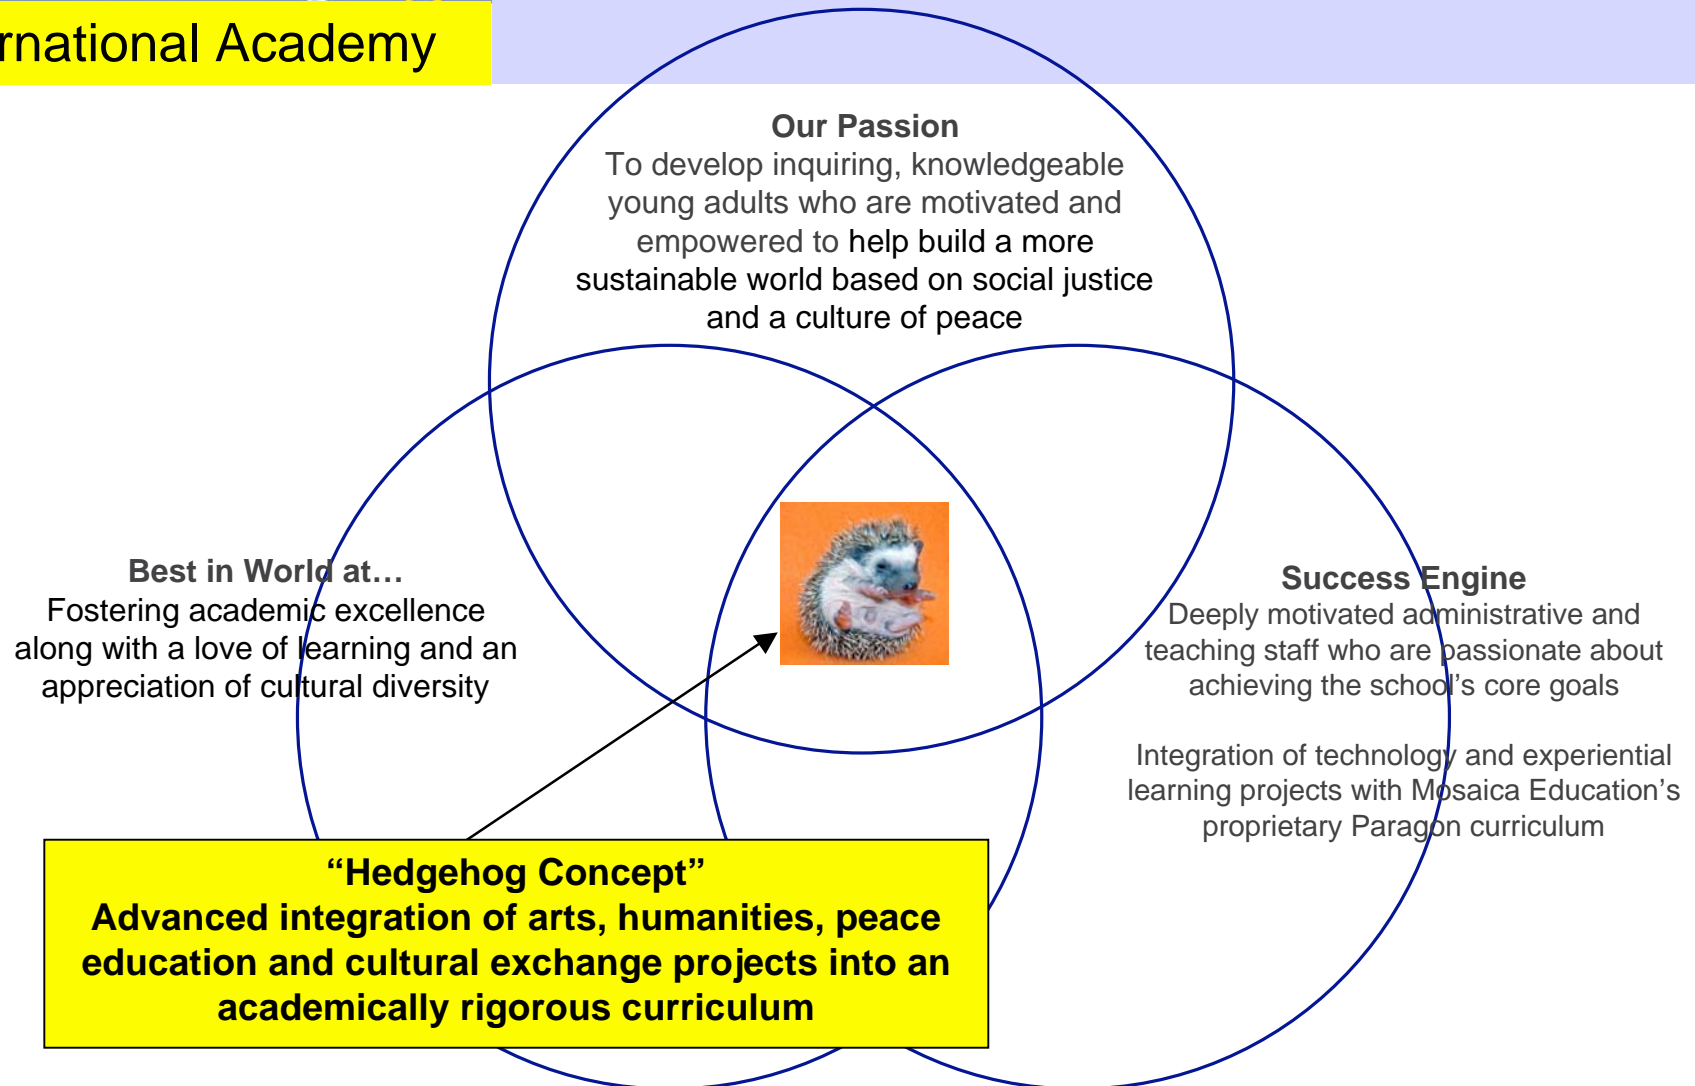 Academy
Our Passion
To develop inquiring, knowledgeable
young adults who are motivated and
empowered to help build a more
sustainable world based on social justice
and a culture of peace
Best in World at…
Fostering academic excellence
along with a love of learning and an
appreciation of cultural diversity
Success Engine
Deeply motivated administrative and
teaching staff who are passionate about
achieving the school’s core goals
Integration of technology and experiential
learning projects with Mosaica Education’s
proprietary Paragon curriculum
“Hedgehog Concept”
Advanced integration of arts, humanities, peace
education and cultural exchange projects into an
academically rigorous curriculum